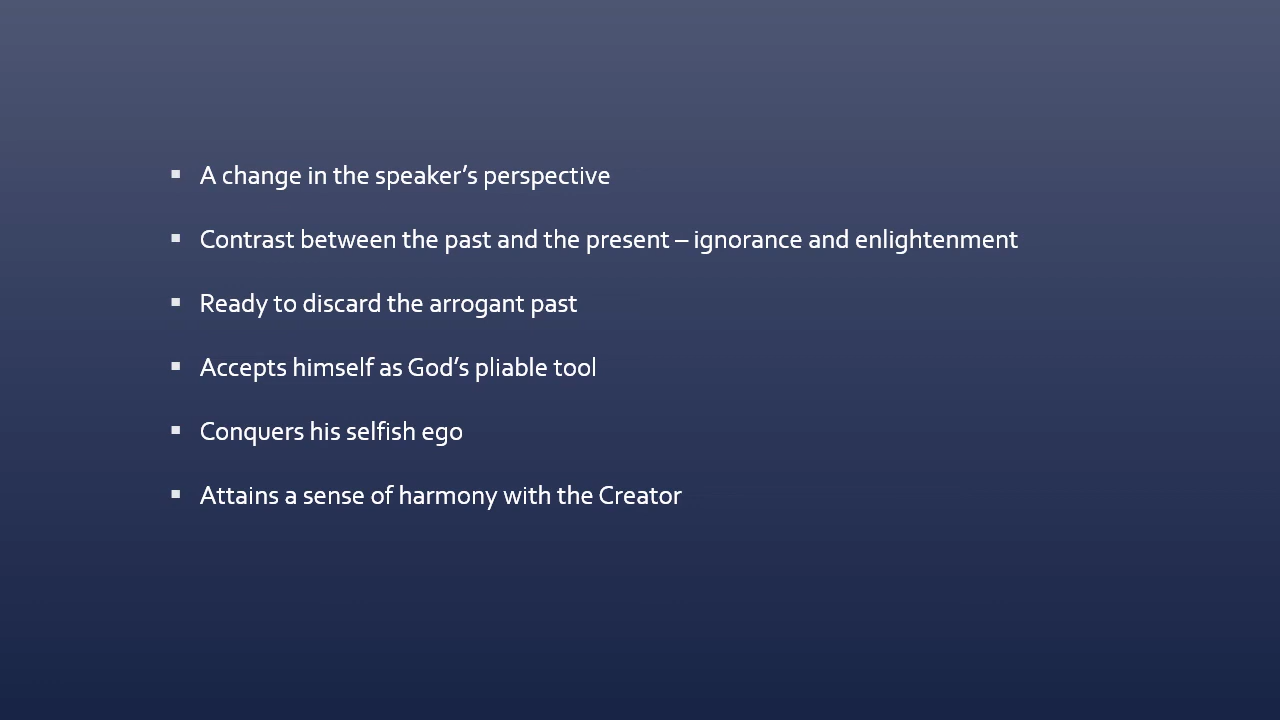 ▪ A change in the speaker’s perspective
▪ Contrast between the past and the present – ignorance and enlightenment
▪ Ready to discard the arrogant past
▪ Accepts himself as God’s pliable tool
▪ Conquers his selfish ego
▪ Attains a sense of harmony with the Creator